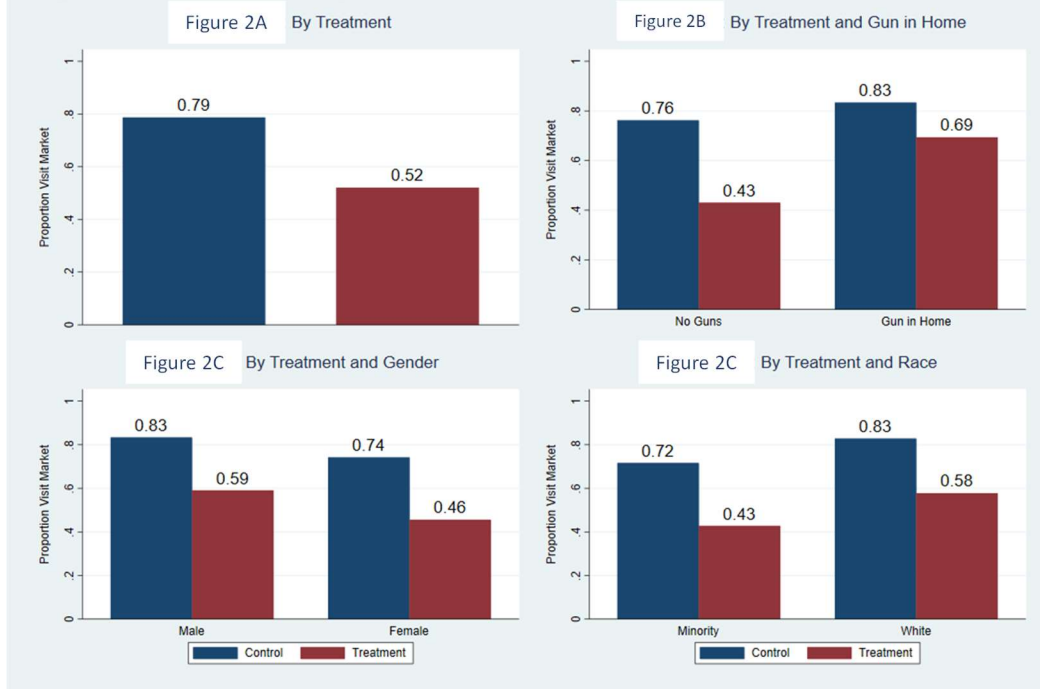 Figure 2A By Treatment
Proportion Visit Market
1
.8
.6
.4
.2
0
0.79
0.52
Figure 2B By Treatment and Gun in Home
Proportion Visit Market
1
.8
.6
.4
.2
0
0.76
0.43
0.83
0.69
No Guns Gun in Home
Figure 2C By Treatment and Gender
Proportion Visit Market
1
.8
.6
.4
.2
0
0.83
0.59
0.74
0.46
Male Female
Control Treatment
Figure 2C By Treatment and Race
Proportion Visit Market
1
.8
.6
.4
.2
0
0.72
0.43
0.83
0.58
Minority White
Control Treatment